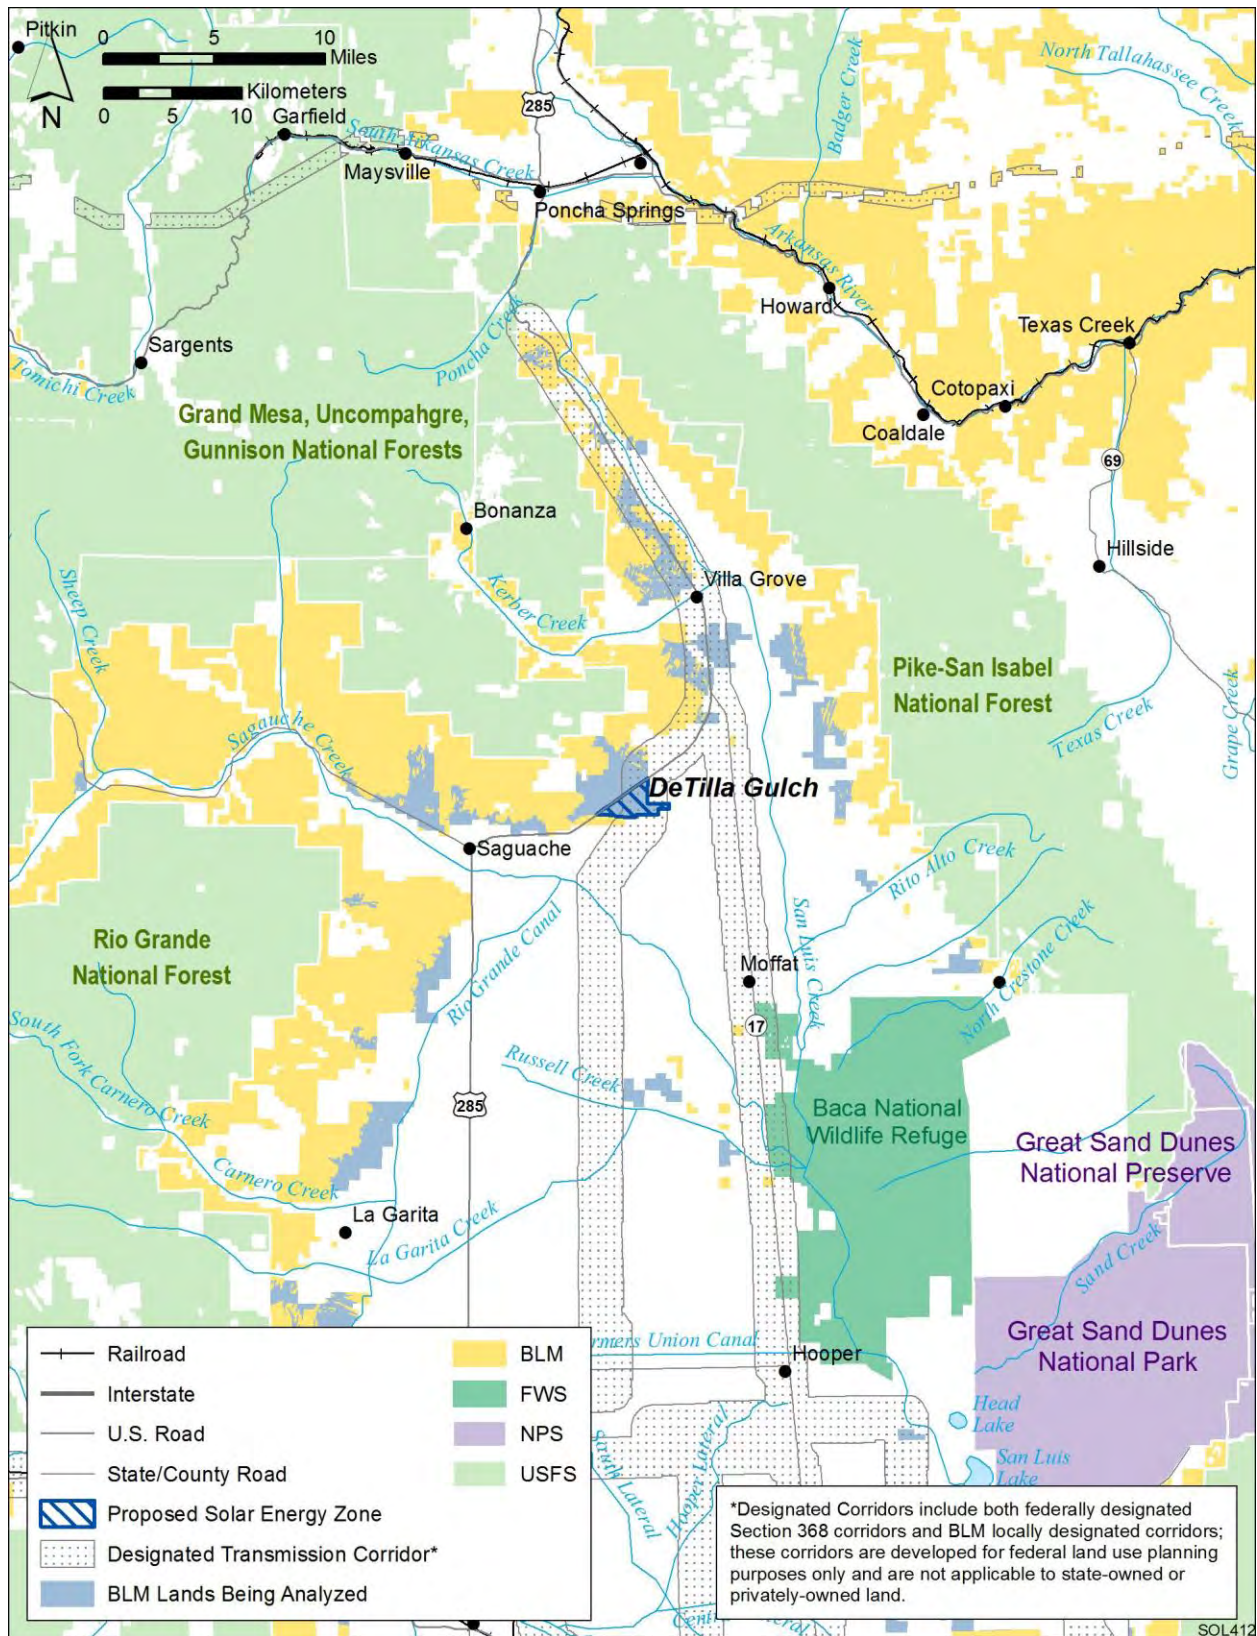 Pitkin
0 5 10
Miles
Kilometers
0 5 10
N
Garfield
South Arkansas Creek
Maysville
285
Poncha Springs
Badger Creek
North Tallahassee Creek
Arkansas River
Howard
Texas Creek
Sargents
Tomichi Creek
Poncha Creek
Cotopaxi
Coaldale
Grand Mesa, Uncompahgre,
Gunnison National Forests
69
Bonanza
Hillside
Sheep Creek
Kerber Creek
Villa Grove
Pike-San Isabel
National Forest
Texas Creek
Grape Creek
Sagauche Creek
DeTilla Gulch
Saguache
Rito Alto Creek
Rio Grande
National Forest
Rio Grande Canal
San Luis Creek
Moffat
North Crestone Creek
17
South Fork Carnero Creek
Russell Creek
285
Baca National
Wildlife Refuge
Great Sand Dunes
National Preserve
Carnero Creek
La Garita
La Garita Creek
Sand Creek
Great Sand Dunes
National Park
rmers Union Canal
Hooper
Head
Lake
San Luis
Lake
Hooper Lateral
Lateral
Railroad
Interstate
U.S. Road
State/County Road
Proposed Solar Energy Zone
Designated Transmission Corridor*
BLM Lands Being Analyzed
BLM
FWS
NPS
USFS
*Designated Corridors include both federally designated
Section 368 corridors and BLM locally designated corridors;
these corridors are developed for federal land use planning
purposes only and are not applicable to state-owned or
privately-owned land.
SOL412